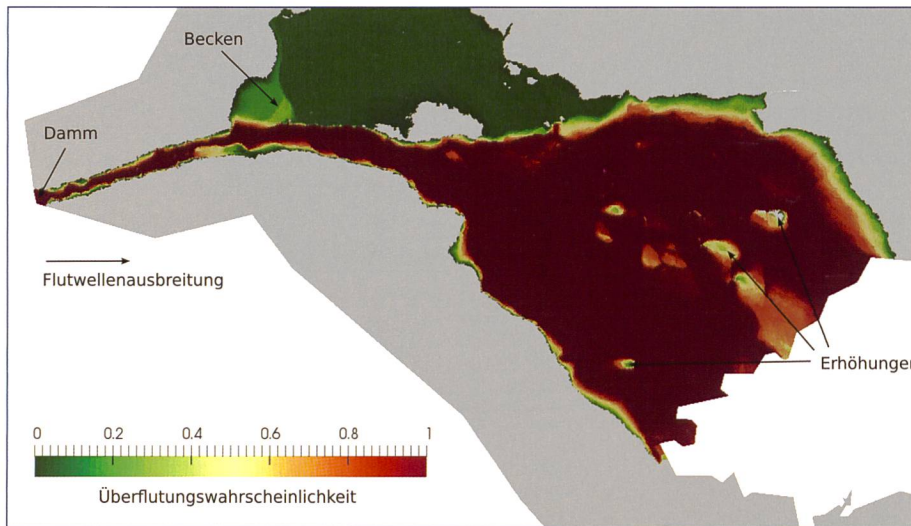 Becken
Damm
Flutwellenausbreitung
Erhöhungen
0 0.2 0.4 0.6 0.8 1
Überflutungswahrscheinlichkeit